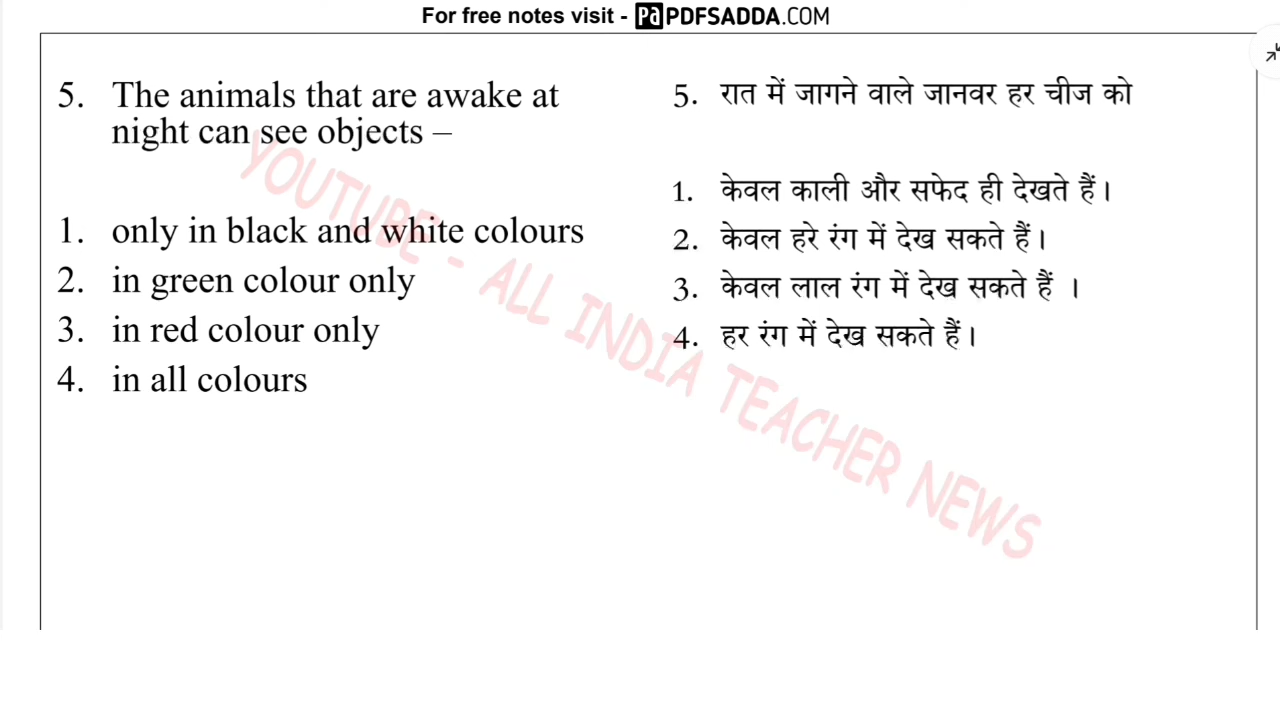 For free notes visit - Pa PDFSADDA.COM
5. The animals that are awake at
night can see objects –
1. only in black and white colours
2. in green colour only
3. in red colour only
4. in all colours
5. रात में जागने वाले जानवर हर चीज को
1. केवल काली और सफेद ही देखते हैं।
2. केवल हरे रंग में देख सकते हैं।
3. केवल लाल रंग में देख सकते हैं ।
4. हर रंग में देख सकते हैं।
YOUTUBE - ALL INDIA TEACHER NEWS